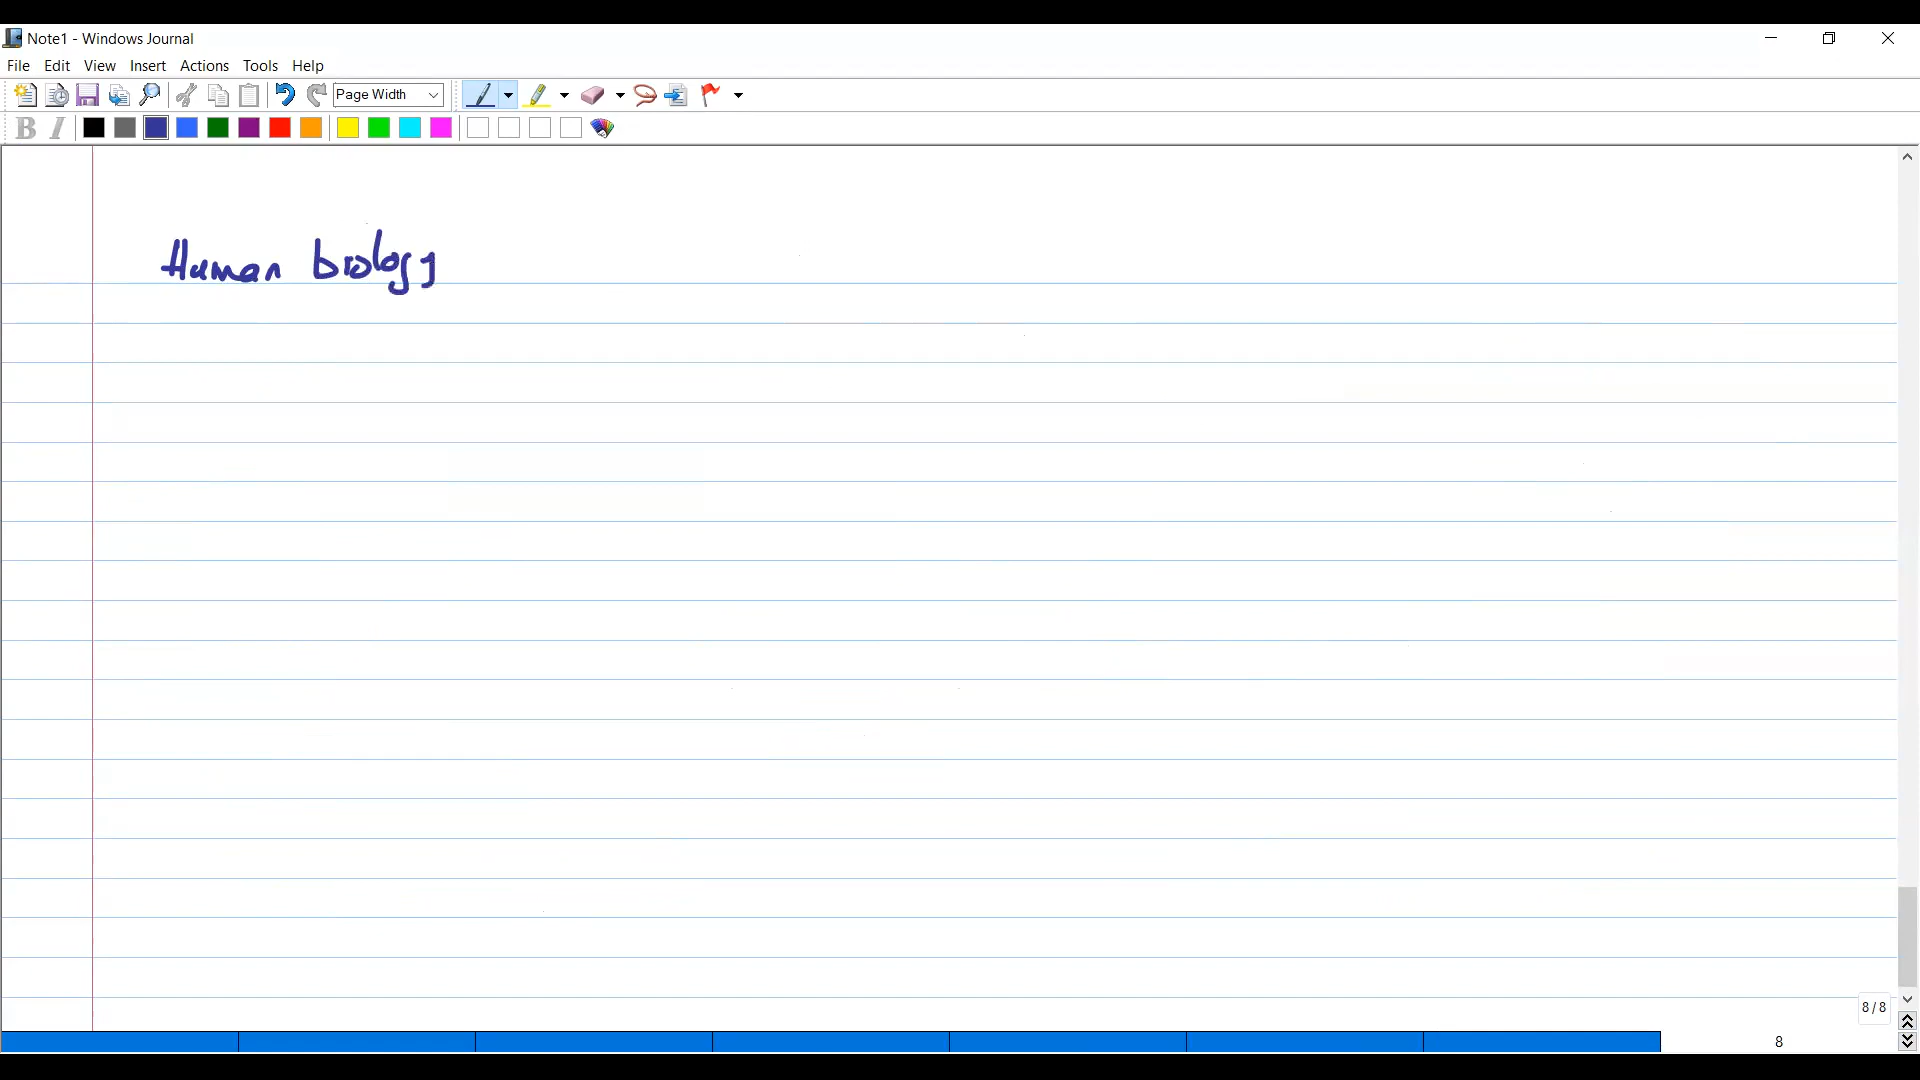 Note1 - Windows Journal
File Edit View Insert Actions Tools Help
Page Width
B I
Human biology
8 / 8
8